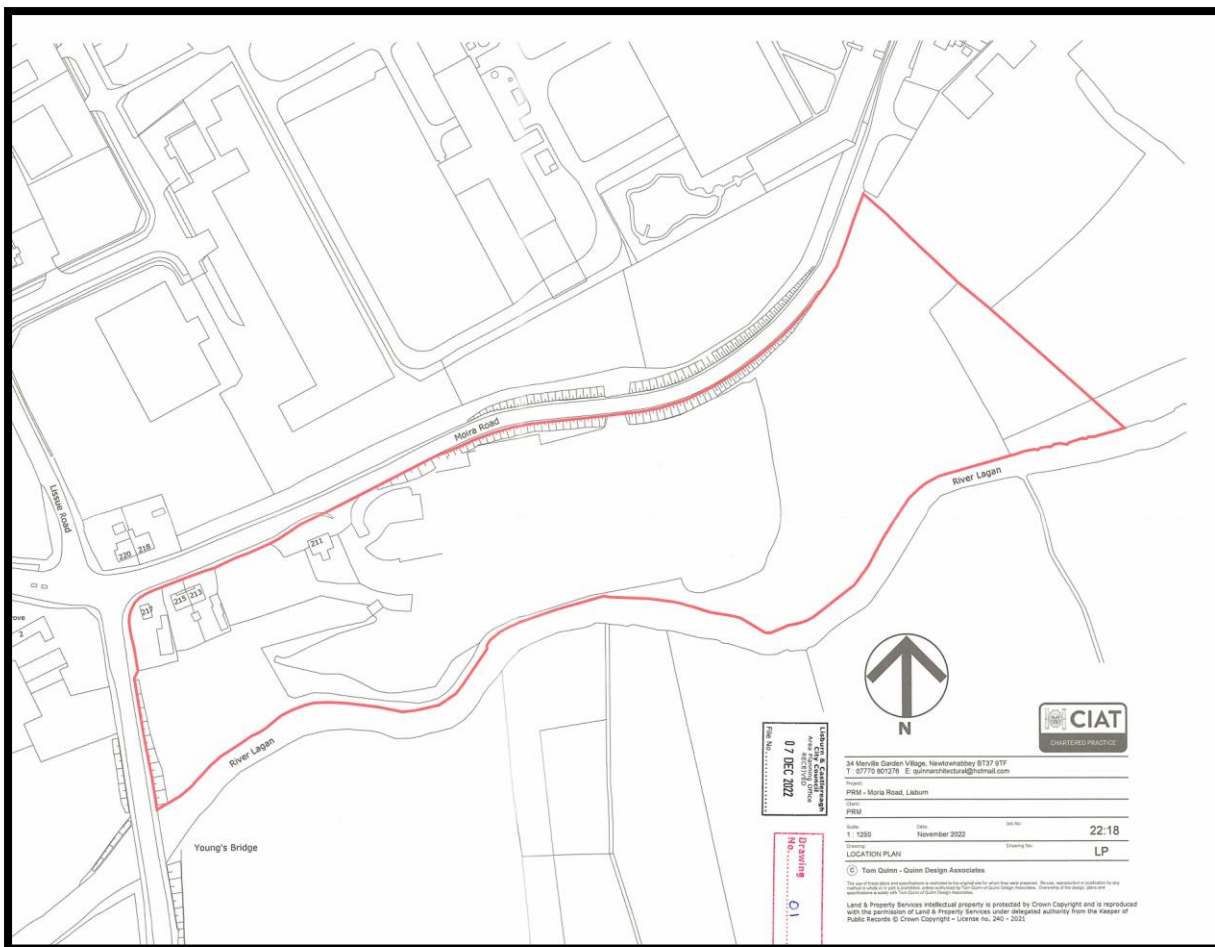 Moira Road
Lissue Road
220
218
211
217
215
213
ove
2
River Lagan
River Lagan
Young's Bridge
N
CIAT
CHARTERED PRACTICE
Lisburn & Castlereagh
City Council
Area Planning Office
RECEIVED
07 DEC 2022
File No.
Drawing
No. 01
34 Merville Garden Village, Newtownabbey BT37 9TF
T : 07770 801276 E: quinnarchitectural@hotmail.com
Project:
PRM - Moria Road, Lisburn
Client:
PRM
Scale:
1 : 1250
Date:
November 2022
Job No:
22:18
Drawing:
LOCATION PLAN
Drawing No:
LP
C Tom Quinn - Quinn Design Associates
Land & Property Services intellectual property is protected by Crown Copyright and is reproduced
with the permission of Land & Property Services under delegated authority from the Keeper of
Public Records © Crown Copyright - License no. 240 - 2021